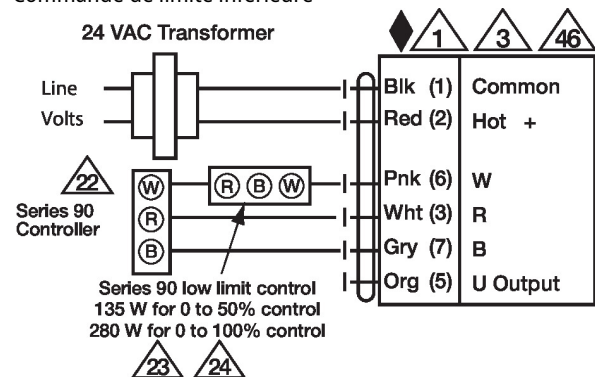 Commande de limite inférieure
24 VAC Transformer
1 3 46
Line
Volts
Blk (1) Common
Red (2) Hot +
Pnk (6) W
Wht (3) R
Gry (7) B
Org (5) U Output
22
Series 90
Controller
W
R
B
R B W
Series 90 low limit control
135 W for 0 to 50% control
280 W for 0 to 100% control
23 24